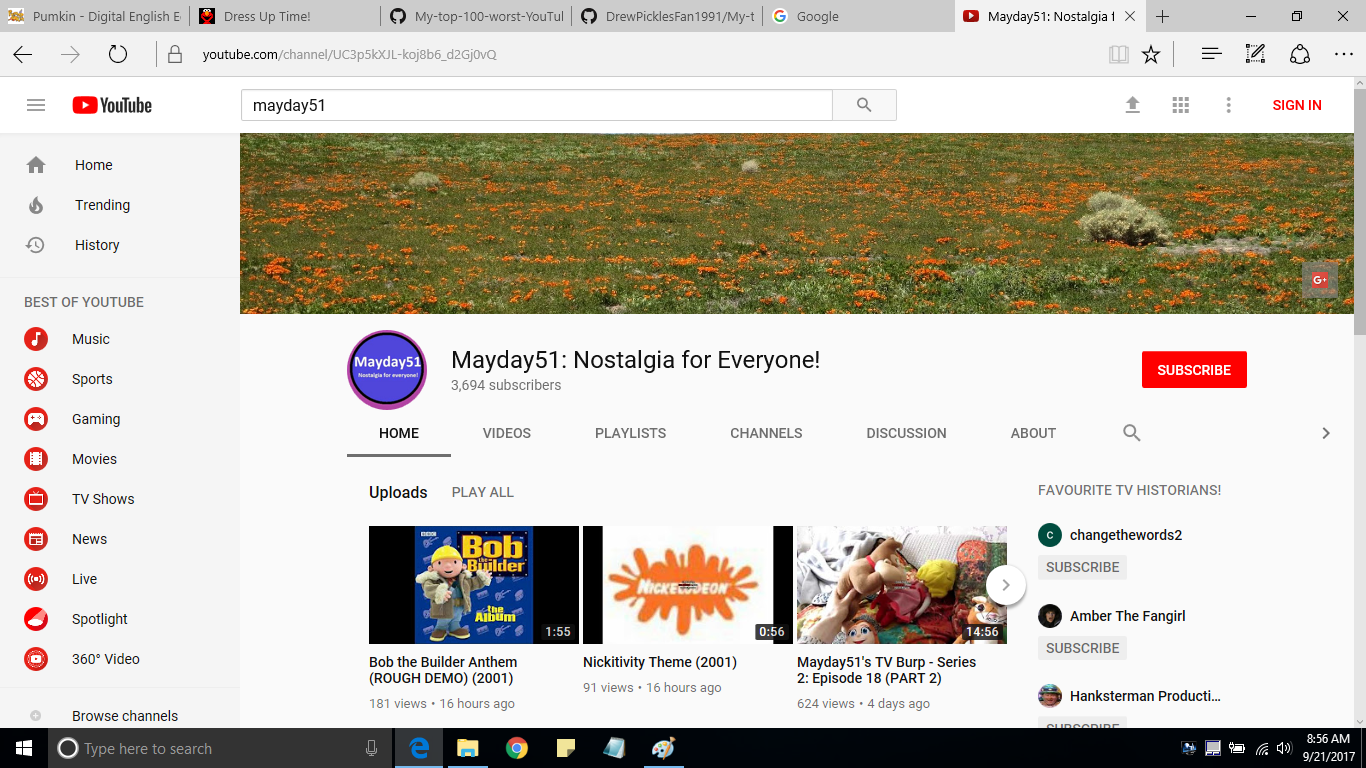 Pumkin - Digital English E
Dress Up Time!
My-top-100-worst-YouTul
DrewPicklesFan1991/My-t
Google
Mayday51: Nostalgia f
youtube.com/channel/UC3p5kXJL-koj8b6_d2Gj0vQ
YouTube
mayday51
SIGN IN
Home
Trending
History
BEST OF YOUTUBE
Music
Sports
Gaming
Movies
TV Shows
News
Live
Spotlight
360° Video
Browse channels
G+
Mayday51
Nostalgia for everyone!
Mayday51: Nostalgia for Everyone!
3,694 subscribers
SUBSCRIBE
HOME
VIDEOS
PLAYLISTS
CHANNELS
DISCUSSION
ABOUT
Uploads
PLAY ALL
BBC
Bob
the Builder
the
Album
1:55
Bob the Builder Anthem
(ROUGH DEMO) (2001)
181 views • 16 hours ago
NICKELODEON
0:56
Nickitivity Theme (2001)
91 views • 16 hours ago
14:56
Mayday51's TV Burp - Series
2: Episode 18 (PART 2)
624 views • 4 days ago
FAVOURITE TV HISTORIANS!
C
changethewords2
SUBSCRIBE
Amber The Fangirl
SUBSCRIBE
Hanksterman Producti...
SUBSCRIBE
Type here to search
8:56 AM
9/21/2017